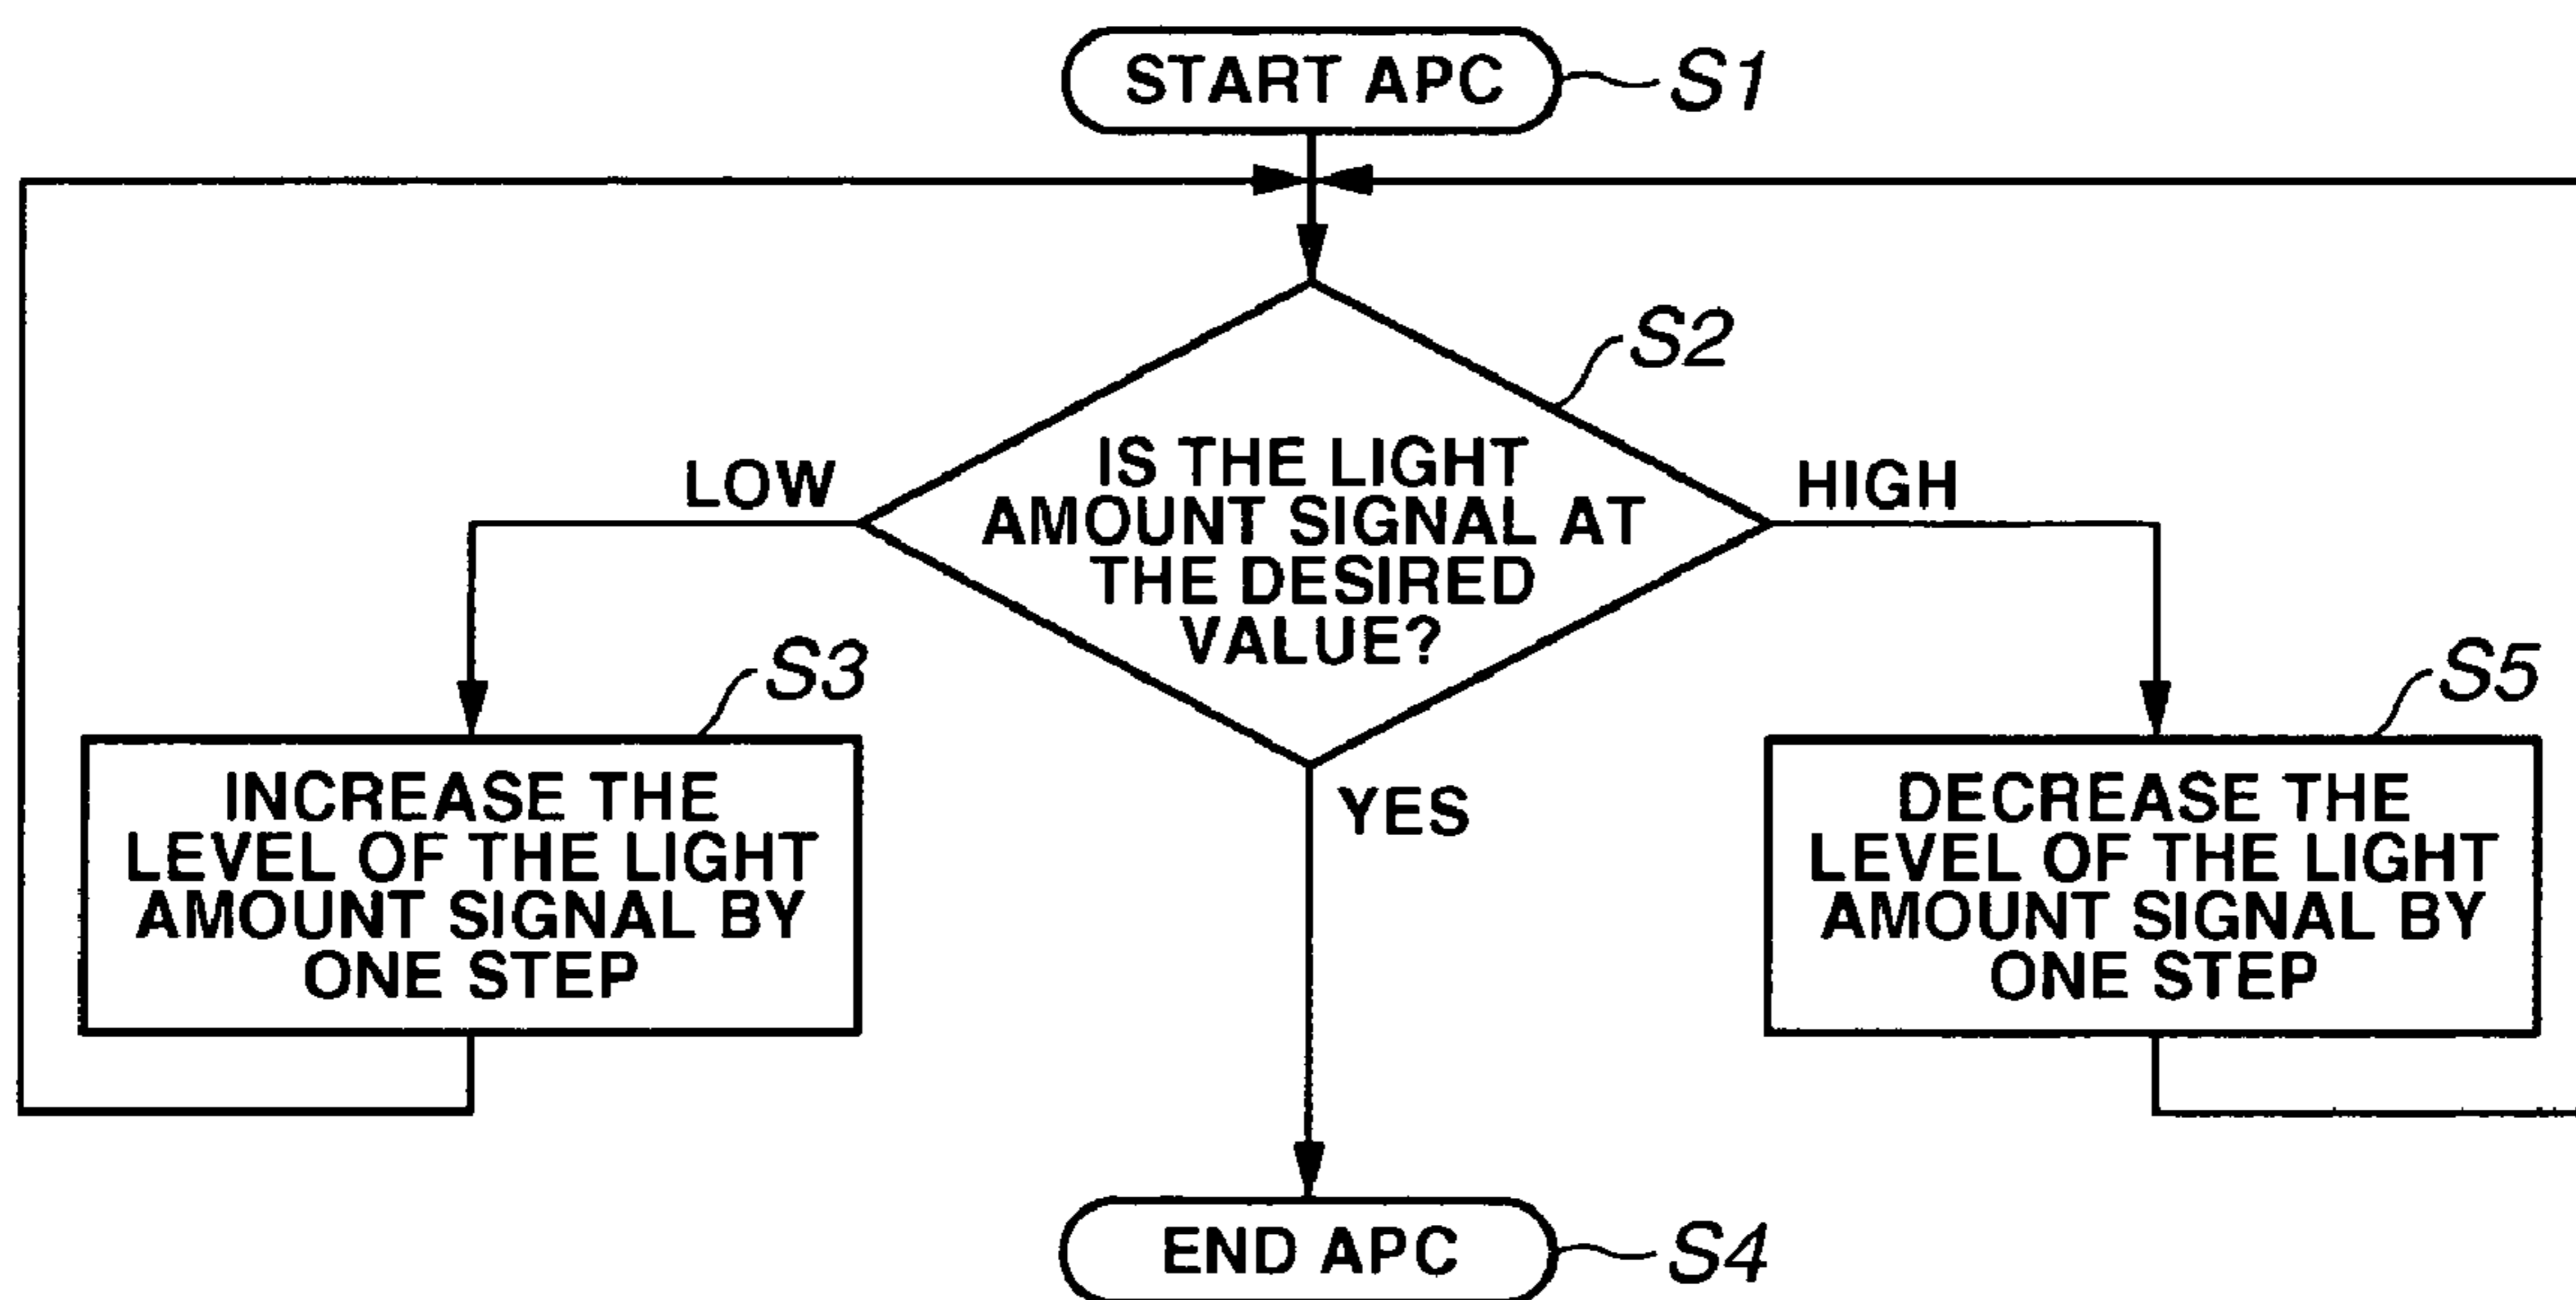 START APC
S1
S2
IS THE LIGHT
AMOUNT SIGNAL AT
THE DESIRED
VALUE?
LOW
HIGH
YES
S3
INCREASE THE
LEVEL OF THE LIGHT
AMOUNT SIGNAL BY
ONE STEP
S5
DECREASE THE
LEVEL OF THE LIGHT
AMOUNT SIGNAL BY
ONE STEP
END APC
S4